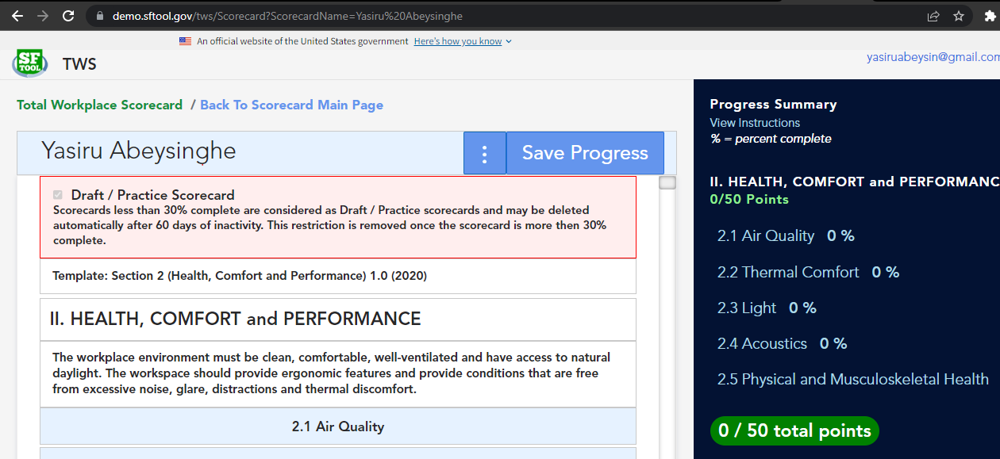 demo.sftool.gov/tws/Scorecard?ScorecardName=Yasiru%20Abeysinghe
An official website of the United States government Here's how you know
SF
TOOL
TWS
yasiruabeysin@gmail.com
Total Workplace Scorecard / Back To Scorecard Main Page
Yasiru Abeysinghe
Save Progress
Draft / Practice Scorecard
Scorecards less than 30% complete are considered as Draft / Practice scorecards and may be deleted
automatically after 60 days of inactivity. This restriction is removed once the scorecard is more then 30%
complete.
Template: Section 2 (Health, Comfort and Performance) 1.0 (2020)
II. HEALTH, COMFORT and PERFORMANCE
The workplace environment must be clean, comfortable, well-ventilated and have access to natural
daylight. The workspace should provide ergonomic features and provide conditions that are free
from excessive noise, glare, distractions and thermal discomfort.
2.1 Air Quality
Progress Summary
View Instructions
% = percent complete
II. HEALTH, COMFORT and PERFORMANC
0/50 Points
2.1 Air Quality 0 %
2.2 Thermal Comfort 0 %
2.3 Light 0 %
2.4 Acoustics 0 %
2.5 Physical and Musculoskeletal Health
0 / 50 total points